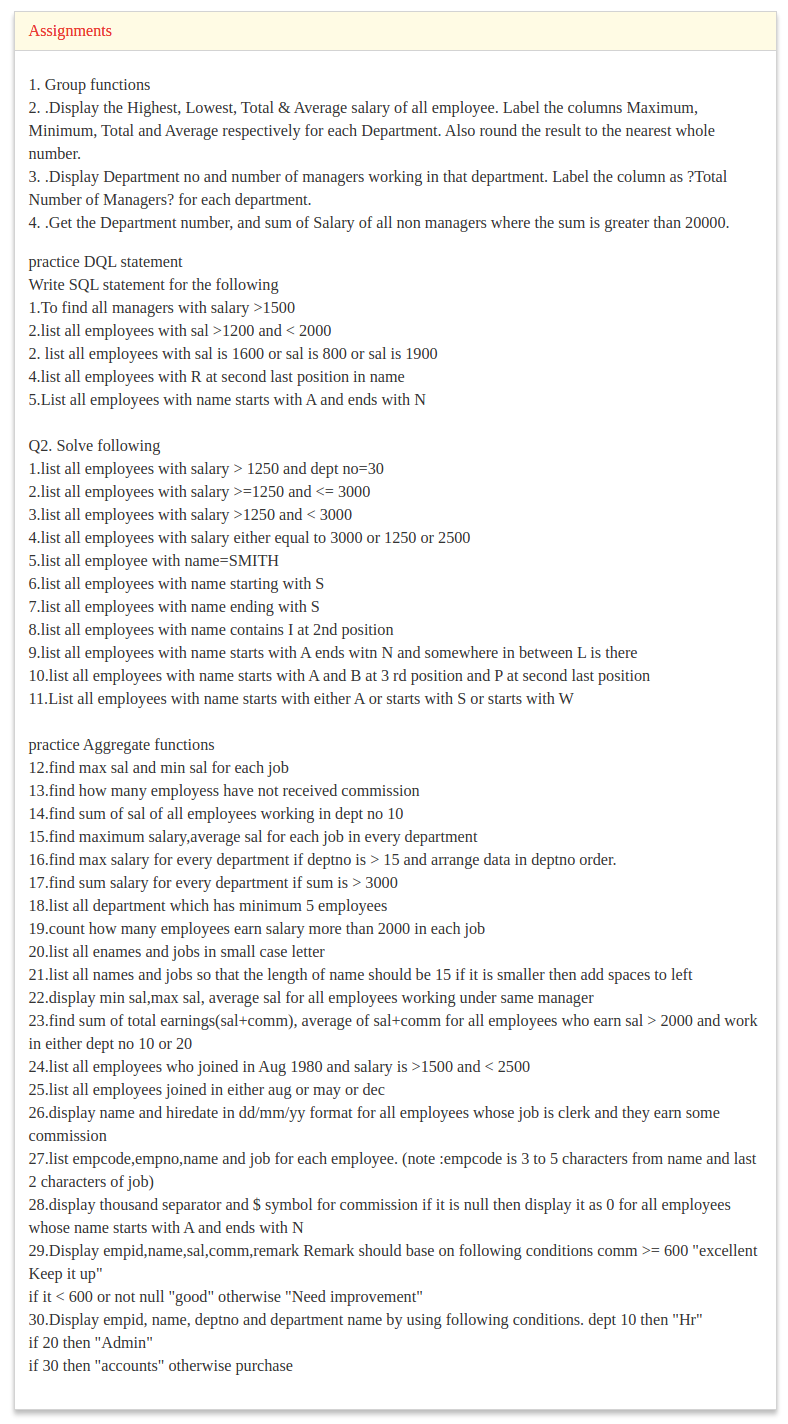 Assignments
1. Group functions
2. .Display the Highest, Lowest, Total & Average salary of all employee. Label the columns Maximum,
Minimum, Total and Average respectively for each Department. Also round the result to the nearest whole
number.
3. .Display Department no and number of managers working in that department. Label the column as ?Total
Number of Managers? for each department.
4. .Get the Department number, and sum of Salary of all non managers where the sum is greater than 20000.
practice DQL statement
Write SQL statement for the following
1.To find all managers with salary >1500
2.list all employees with sal >1200 and < 2000
2. list all employees with sal is 1600 or sal is 800 or sal is 1900
4.list all employees with R at second last position in name
5.List all employees with name starts with A and ends with N
Q2. Solve following
1.list all employees with salary > 1250 and dept no=30
2.list all employees with salary >=1250 and <= 3000
3.list all employees with salary >1250 and < 3000
4.list all employees with salary either equal to 3000 or 1250 or 2500
5.list all employee with name=SMITH
6.list all employees with name starting with S
7.list all employees with name ending with S
8.list all employees with name contains I at 2nd position
9.list all employees with name starts with A ends witn N and somewhere in between L is there
10.list all employees with name starts with A and B at 3 rd position and P at second last position
11.List all employees with name starts with either A or starts with S or starts with W
practice Aggregate functions
12.find max sal and min sal for each job
13.find how many employess have not received commission
14.find sum of sal of all employees working in dept no 10
15.find maximum salary,average sal for each job in every department
16.find max salary for every department if deptno is > 15 and arrange data in deptno order.
17.find sum salary for every department if sum is > 3000
18.list all department which has minimum 5 employees
19.count how many employees earn salary more than 2000 in each job
20.list all enames and jobs in small case letter
21.list all names and jobs so that the length of name should be 15 if it is smaller then add spaces to left
22.display min sal,max sal, average sal for all employees working under same manager
23.find sum of total earnings(sal+comm), average of sal+comm for all employees who earn sal > 2000 and work
in either dept no 10 or 20
24.list all employees who joined in Aug 1980 and salary is >1500 and < 2500
25.list all employees joined in either aug or may or dec
26.display name and hiredate in dd/mm/yy format for all employees whose job is clerk and they earn some
commission
27.list empcode,empno,name and job for each employee. (note :empcode is 3 to 5 characters from name and last
2 characters of job)
28.display thousand separator and $ symbol for commission if it is null then display it as 0 for all employees
whose name starts with A and ends with N
29.Display empid,name,sal,comm,remark Remark should base on following conditions comm >= 600 "excellent
Keep it up"
if it < 600 or not null "good" otherwise "Need improvement"
30.Display empid, name, deptno and department name by using following conditions. dept 10 then "Hr"
if 20 then "Admin"
if 30 then "accounts" otherwise purchase